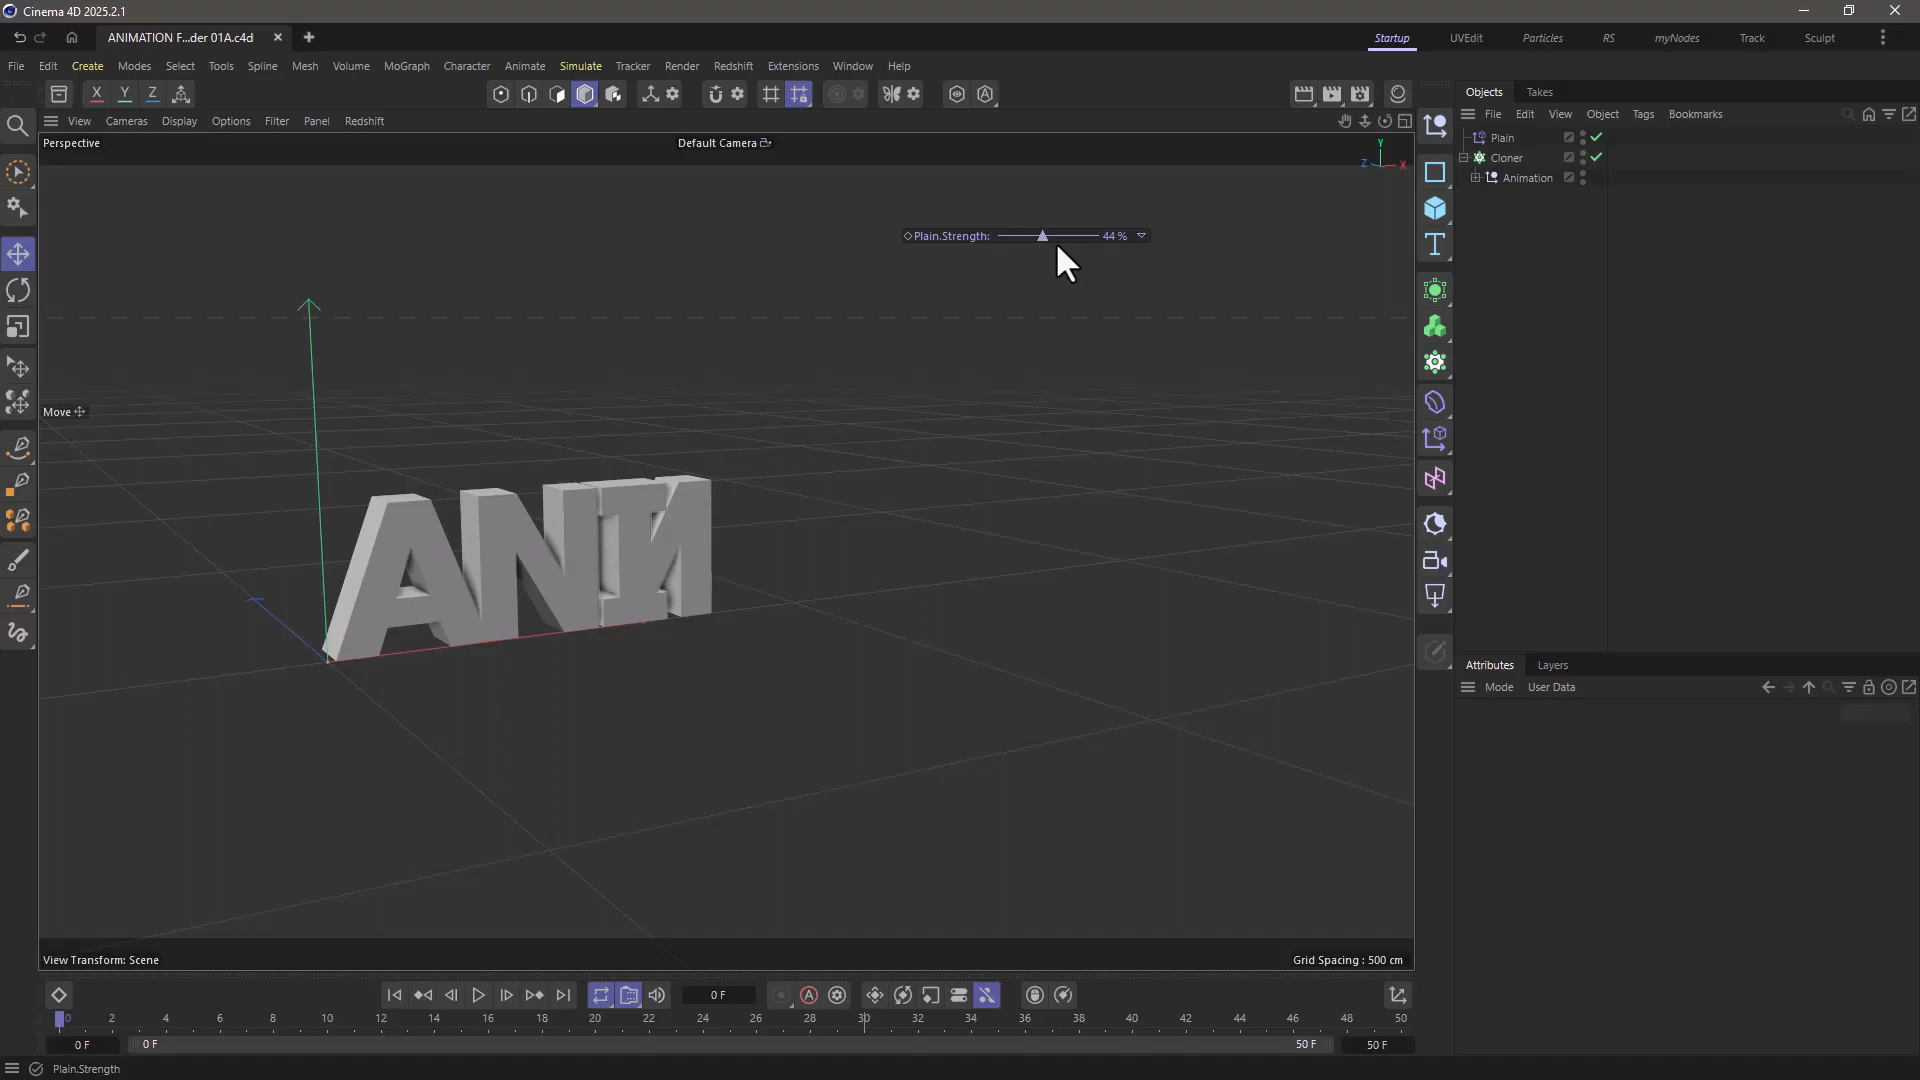 Cinema 4D 2025.2.1
ANIMATION F...der 01A.c4d
Startup UVEdit Particles RS myNodes Track Sculpt
File Edit Create Modes Select Tools Spline Mesh Volume MoGraph Character Animate Simulate Tracker Render Redshift Extensions Window Help
X Y Z
View Cameras Display Options Filter Panel Redshift
Perspective
Default Camera
Y
Z X
Plain.Strength: 44 %
Move
ANIN
View Transform: Scene
Grid Spacing : 500 cm
0 F
0 2 4 6 8 10 12 14 16 18 20 22 24 26 28 30 32 34 36 38 40 42 44 46 48 50
0 F 0 F 50 F 50 F
Plain.Strength
Objects Takes
File Edit View Object Tags Bookmarks
Plain
Cloner
Animation
Attributes Layers
Mode User Data